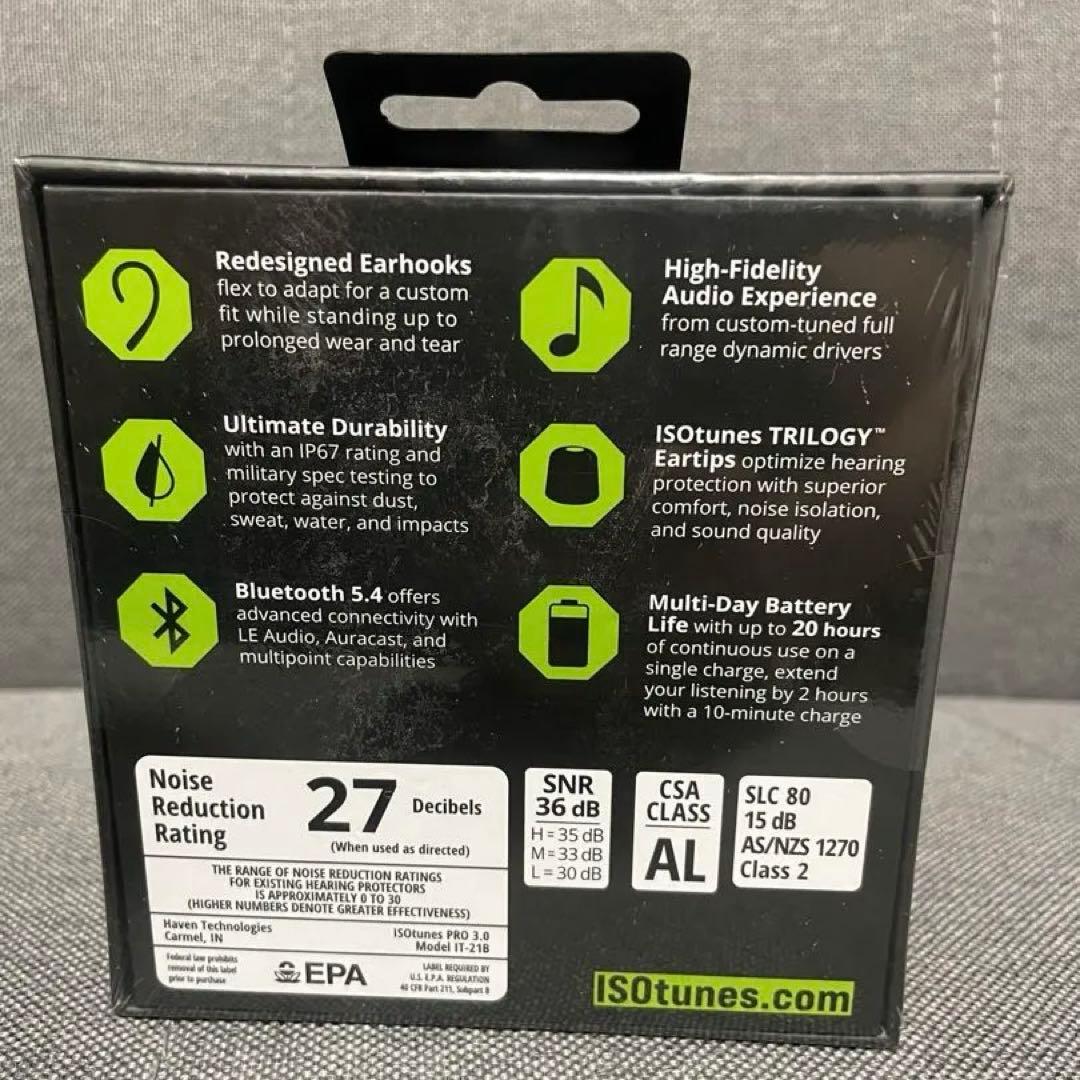 Redesigned Earhooks
flex to adapt for a custom
fit while standing up to
prolonged wear and tear
High-Fidelity
Audio Experience
from custom-tuned full
range dynamic drivers
Ultimate Durability
with an IP67 rating and
military spec testing to
protect against dust,
sweat, water, and impacts
ISOtunes TRILOGY™
Eartips optimize hearing
protection with superior
comfort, noise isolation,
and sound quality
Bluetooth 5.4 offers
advanced connectivity with
LE Audio, Auracast, and
multipoint capabilities
Multi-Day Battery
Life with up to 20 hours
of continuous use on a
single charge, extend
your listening by 2 hours
with a 10-minute charge
Noise
Reduction
Rating
27 Decibels
(When used as directed)
THE RANGE OF NOISE REDUCTION RATINGS
FOR EXISTING HEARING PROTECTORS
IS APPROXIMATELY 0 TO 30
(HIGHER NUMBERS DENOTE GREATER EFFECTIVENESS)
Haven Technologies
Carmel, IN
ISOtunes PRO 3.0
Model IT-21B
Federal law prohibits
removal of this label
prior to purchase
EPA
LABEL REQUIRED BY
U.S. E.P.A. REGULATION
40 CFR Part 211, Subpart B
SNR
36 dB
H = 35 dB
M = 33 dB
L = 30 dB
CSA
CLASS
AL
SLC 80
15 dB
AS/NZS 1270
Class 2
ISOtunes.com